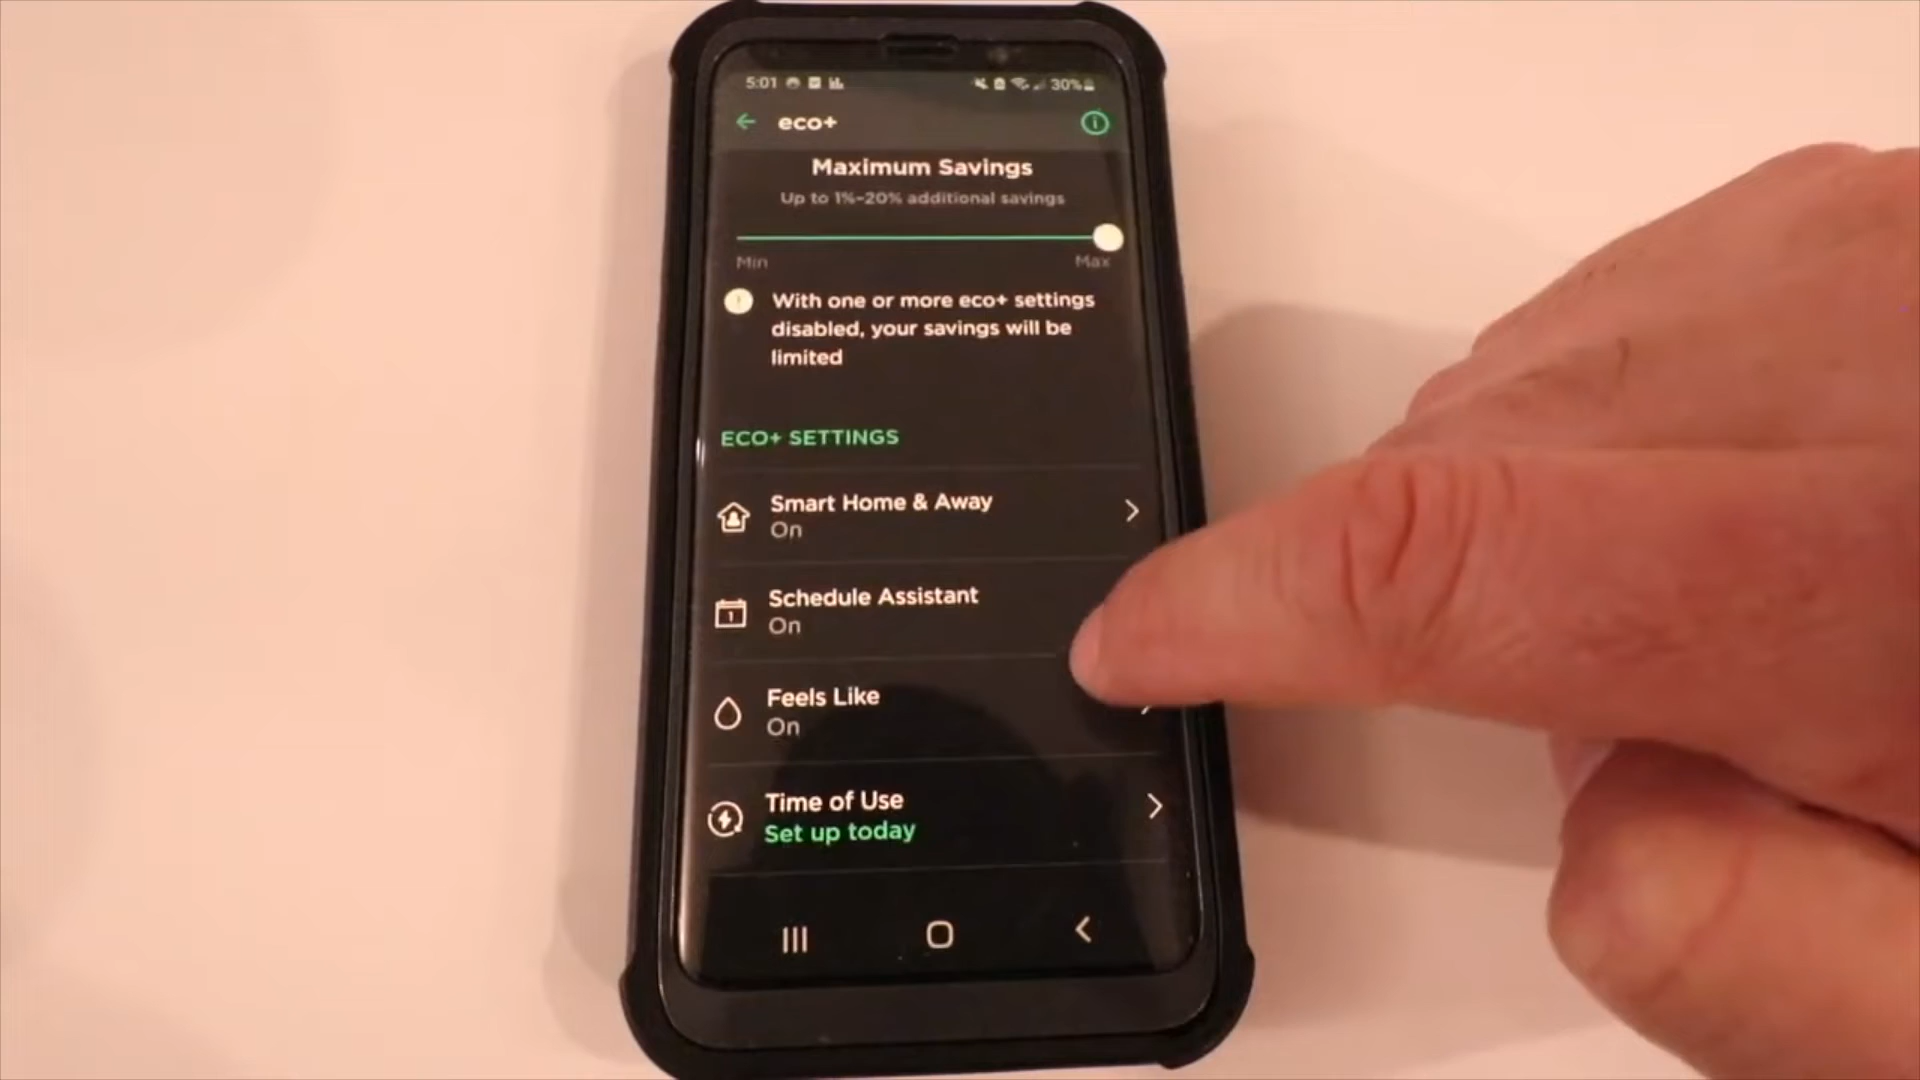 5:01 30%
eco+
Maximum Savings
Up to 1%-20% additional savings
Min Max
With one or more eco+ settings
disabled, your savings will be
limited
ECO+ SETTINGS
Smart Home & Away
On
Schedule Assistant
On
Feels Like
On
Time of Use
Set up today